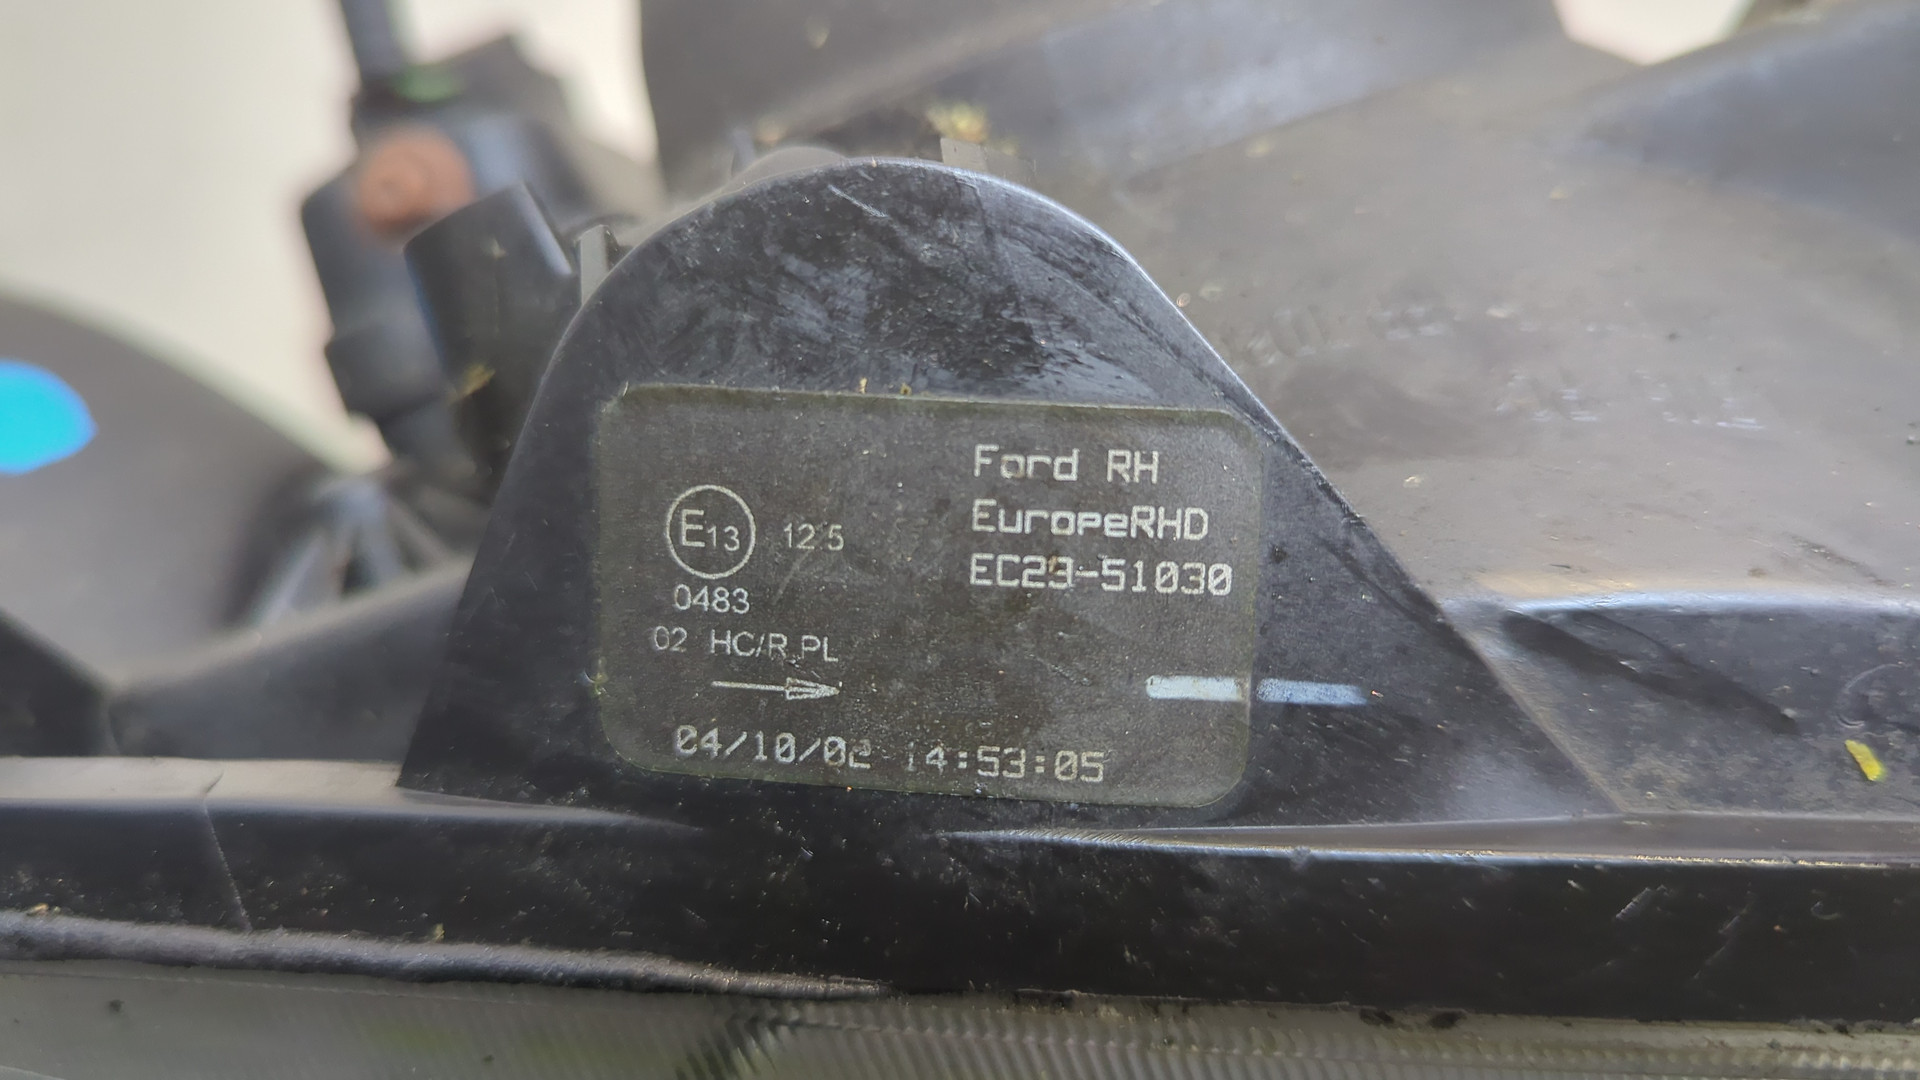 Ford RH
EuropeRHD
EC23-51030
E13 12.5
0483
02 HC/R PL
04/10/02 14:53:05